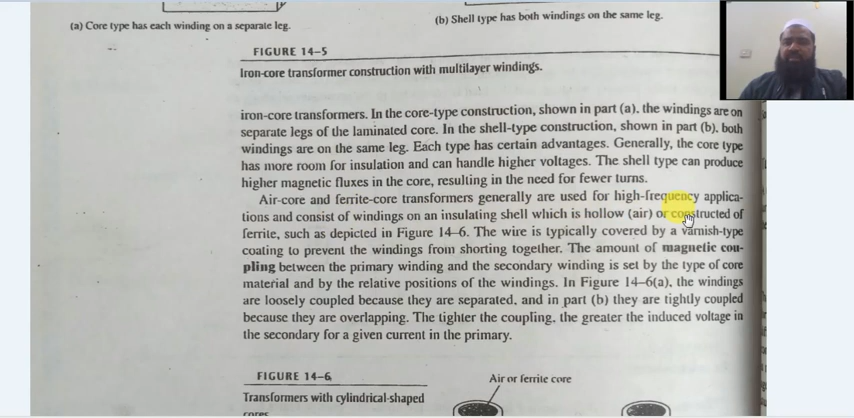 (a) Core type has each winding on a separate leg.
(b) Shell type has both windings on the same leg.
FIGURE 14–5
Iron-core transformer construction with multilayer windings.
iron-core transformers. In the core-type construction, shown in part (a), the windings are on
separate legs of the laminated core. In the shell-type construction, shown in part (b), both
windings are on the same leg. Each type has certain advantages. Generally, the core type
has more room for insulation and can handle higher voltages. The shell type can produce
higher magnetic fluxes in the core, resulting in the need for fewer turns.
Air-core and ferrite-core transformers generally are used for high-frequency applica-
tions and consist of windings on an insulating shell which is hollow (air) or constructed of
ferrite, such as depicted in Figure 14–6. The wire is typically covered by a varnish-type
coating to prevent the windings from shorting together. The amount of magnetic cou-
pling between the primary winding and the secondary winding is set by the type of core
material and by the relative positions of the windings. In Figure 14–6(a), the windings
are loosely coupled because they are separated, and in part (b) they are tightly coupled
because they are overlapping. The tighter the coupling, the greater the induced voltage in
the secondary for a given current in the primary.
FIGURE 14–6
Air or ferrite core
Transformers with cylindrical-shaped
cores